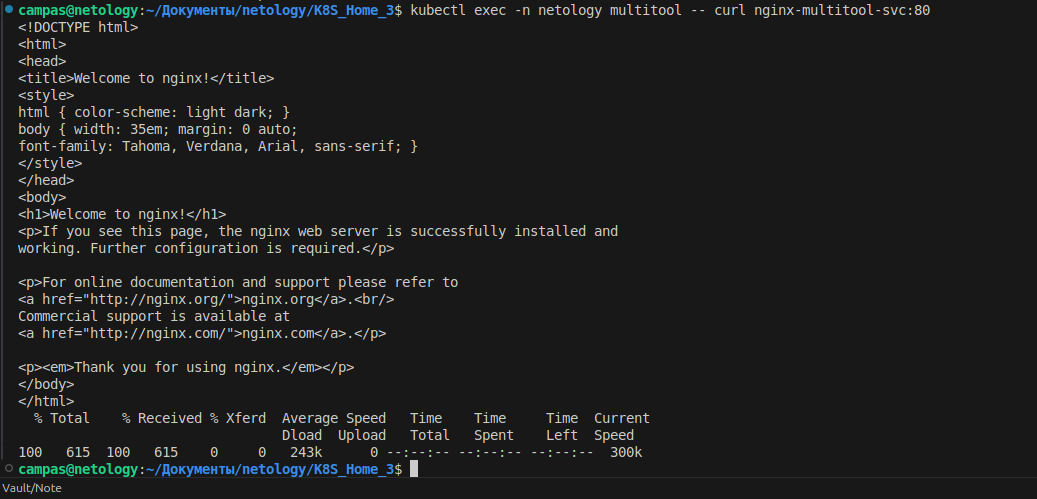 campas@netology:~/Документы/netology/K8S_Home_3$ kubectl exec -n netology multitool -- curl nginx-multitool-svc:80
<!DOCTYPE html>
<html>
<head>
<title>Welcome to nginx!</title>
<style>
html { color-scheme: light dark; }
body { width: 35em; margin: 0 auto;
font-family: Tahoma, Verdana, Arial, sans-serif; }
</style>
</head>
<body>
<h1>Welcome to nginx!</h1>
<p>If you see this page, the nginx web server is successfully installed and
working. Further configuration is required.</p>

<p>For online documentation and support please refer to
<a href="http://nginx.org/">nginx.org</a>.<br/>
Commercial support is available at
<a href="http://nginx.com/">nginx.com</a>.</p>

<p><em>Thank you for using nginx.</em></p>
</body>
</html>
  % Total    % Received % Xferd  Average Speed   Time    Time     Time  Current
                                 Dload  Upload   Total   Spent    Left  Speed
100   615  100   615    0     0   243k      0 --:--:-- --:--:-- --:--:--  300k
campas@netology:~/Документы/netology/K8S_Home_3$
Vault/Note